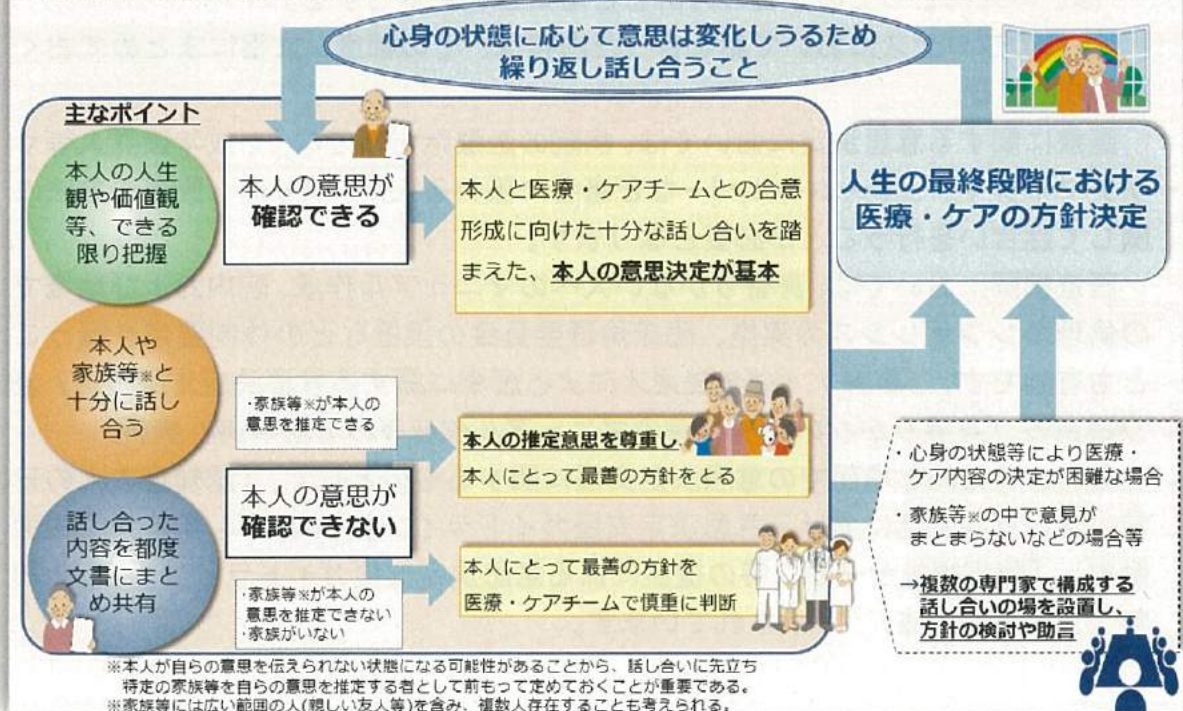 心身の状態に応じて意思は変化しうるため
繰り返し話し合うこと
主なポイント
本人の人生
観や価値観
等、できる
限り把握
本人や
家族等※と
十分に話し
合う
話し合った
内容を都度
文書にまと
め共有
本人の意思が
確認できる
本人と医療・ケアチームとの合意
形成に向けた十分な話し合いを踏
まえた、本人の意思決定が基本
・家族等※が本人の
意思を推定できる
本人の意思が
確認できない
・家族等※が本人の
意思を推定できない
・家族がいない
本人の推定意思を尊重し、
本人にとって最善の方針をとる
本人にとって最善の方針を
医療・ケアチームで慎重に判断
人生の最終段階における
医療・ケアの方針決定
・心身の状態等により医療・
ケア内容の決定が困難な場合
・家族等※の中で意見が
まとまらないなどの場合等
→複数の専門家で構成する
話し合いの場を設置し、
方針の検討や助言
※本人が自らの意思を伝えられない状態になる可能性があることから、話し合いに先立ち
特定の家族等を自らの意思を推定する者として前もって定めておくことが重要である。
※家族等には広い範囲の人(親しい友人等)を含み、複数人存在することも考えられる。